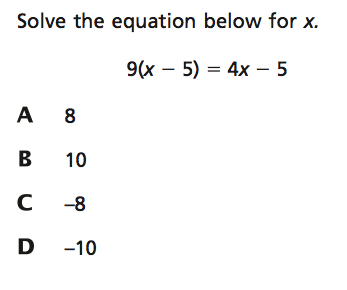 Solve the equation below for x.
9(x – 5) = 4x – 5
A 8
B 10
C –8
D –10